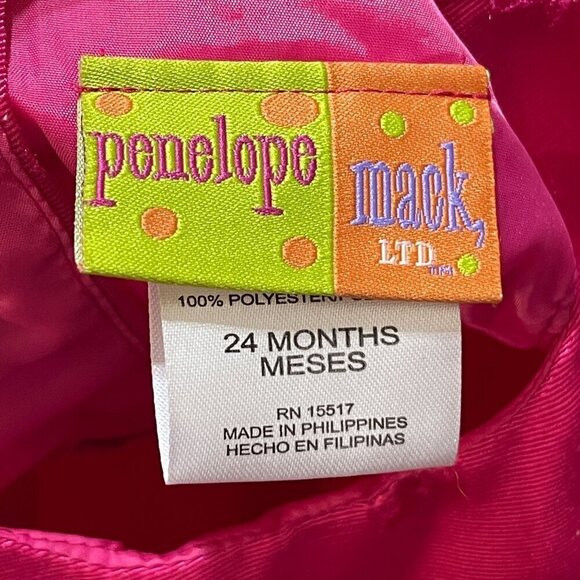 penelope mack,
LTD
100% POLYESTER/
24 MONTHS
MESES
RN 15517
MADE IN PHILIPPINES
HECHO EN FILIPINAS